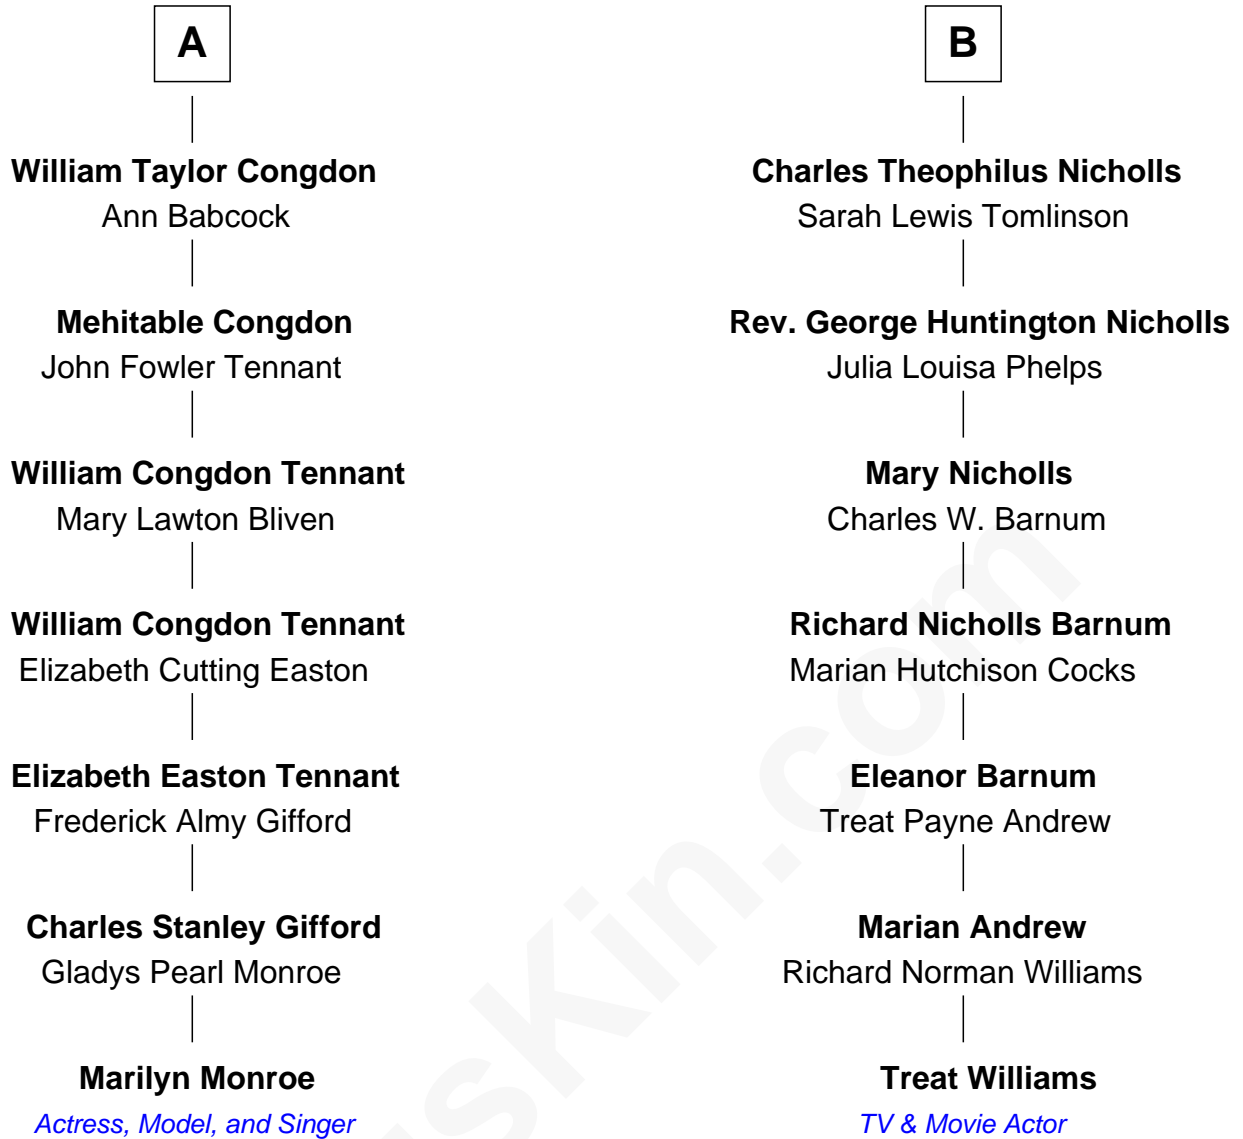 A
William Taylor Congdon
Ann Babcock
Mehitable Congdon
John Fowler Tennant
William Congdon Tennant
Mary Lawton Bliven
William Congdon Tennant
Elizabeth Cutting Easton
Elizabeth Easton Tennant
Frederick Almy Gifford
Charles Stanley Gifford
Gladys Pearl Monroe
Marilyn Monroe
Actress, Model, and Singer
B
Charles Theophilus Nicholls
Sarah Lewis Tomlinson
Rev. George Huntington Nicholls
Julia Louisa Phelps
Mary Nicholls
Charles W. Barnum
Richard Nicholls Barnum
Marian Hutchison Cocks
Eleanor Barnum
Treat Payne Andrew
Marian Andrew
Richard Norman Williams
Treat Williams
TV & Movie Actor
usKin.com